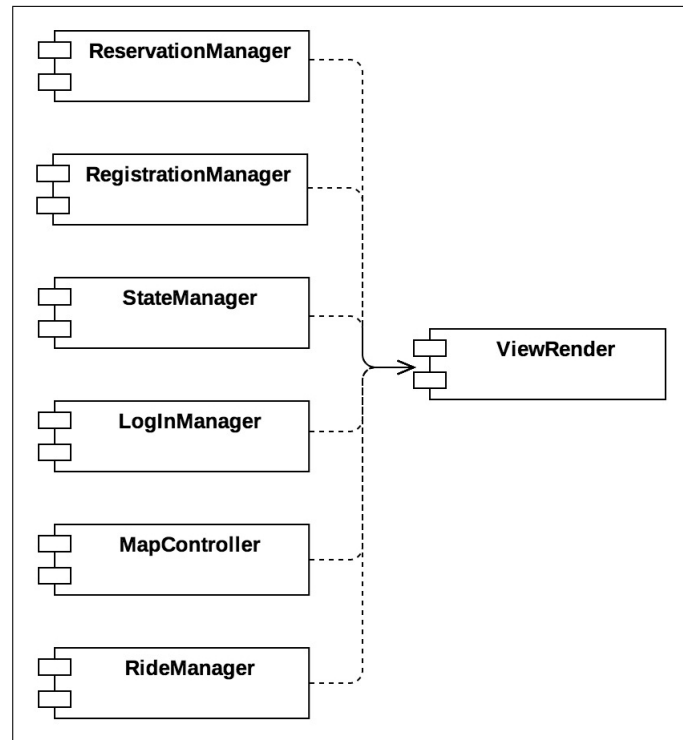 ReservationManager
RegistrationManager
StateManager
ViewRender
LogInManager
MapController
RideManager